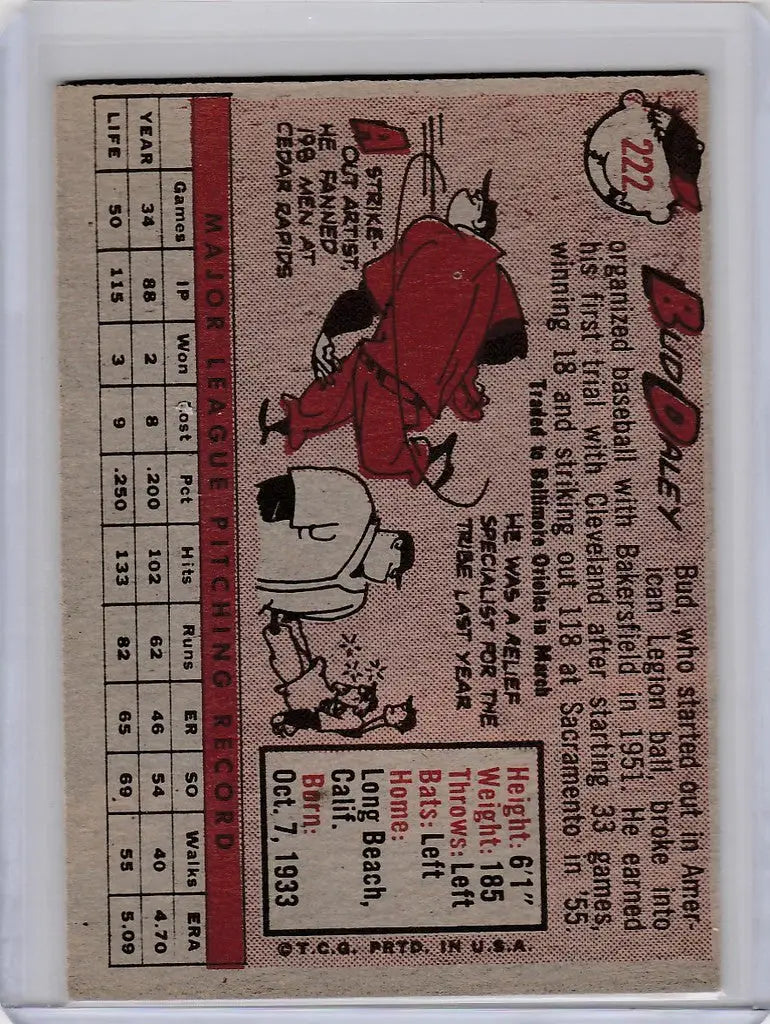 222
BUD DALEY
Bud, who started out in Amer-
ican Legion ball, broke into
organized baseball with Bakersfield in 1951. He earned
his first trial with Cleveland after starting 33 games,
winning 18 and striking out 118 at Sacramento in '55
Traded to Baltimore Orioles in March
A STRIKE-
OUT ARTIST,
HE FANNED
198 MEN AT
CEDAR RAPIDS
HE WAS A RELIEF
SPECIALIST FOR THE
TRIBE LAST YEAR
Height: 6'1"
Weight: 185
Throws: Left
Bats: Left
Home:
Long Beach,
Calif.
Born:
Oct. 7, 1933
©T.C.G. PRTD. IN U.S.A.
MAJOR LEAGUE PITCHING RECORD
Games IP Won Lost Pct Hits Runs ER SO Walks ERA
YEAR 34 88 2 8 .200 102 62 46 54 40 4.70
LIFE 50 115 3 9 .250 133 82 65 69 55 5.09